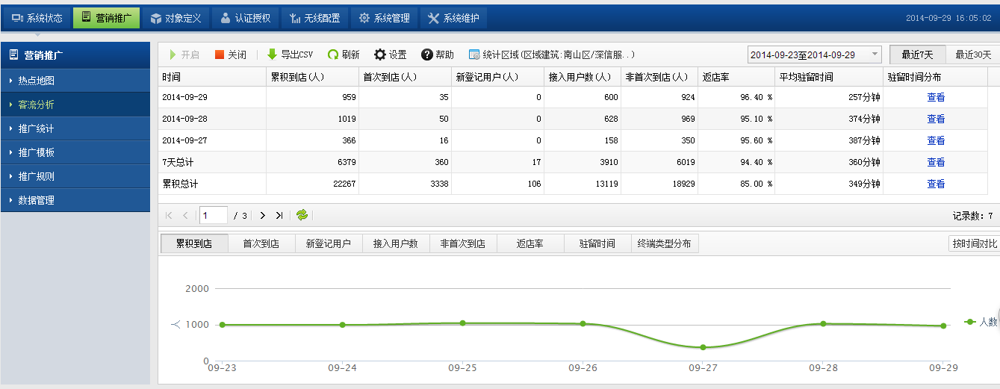 系统状态 营销推广 对象定义 认证授权 无线配置 系统管理 系统维护 2014-09-29 16:05:02
营销推广
热点地图
客流分析
推广统计
推广模板
推广规则
数据管理
开启 关闭 导出CSV 刷新 设置 帮助 统计区域(区域建筑:南山区/深信服..) 2014-09-23至2014-09-29 最近7天 最近30天
时间 累积到店(人) 首次到店(人) 新登记用户(人) 接入用户数(人) 非首次到店(人) 返店率 平均驻留时间 驻留时间分布
2014-09-29 959 35 0 600 924 96.40 % 257分钟 查看
2014-09-28 1019 50 0 628 969 95.10 % 374分钟 查看
2014-09-27 366 16 0 158 350 95.60 % 387分钟 查看
7天总计 6379 360 17 3910 6019 94.40 % 360分钟 查看
累积总计 22267 3338 106 13119 18929 85.00 % 349分钟 查看
1 / 3 记录数: 7
累积到店 首次到店 新登记用户 接入用户数 非首次到店 返店率 驻留时间 终端类型分布 按时间对比
2000
人 1000
0
人数
09-23 09-24 09-25 09-26 09-27 09-28 09-29